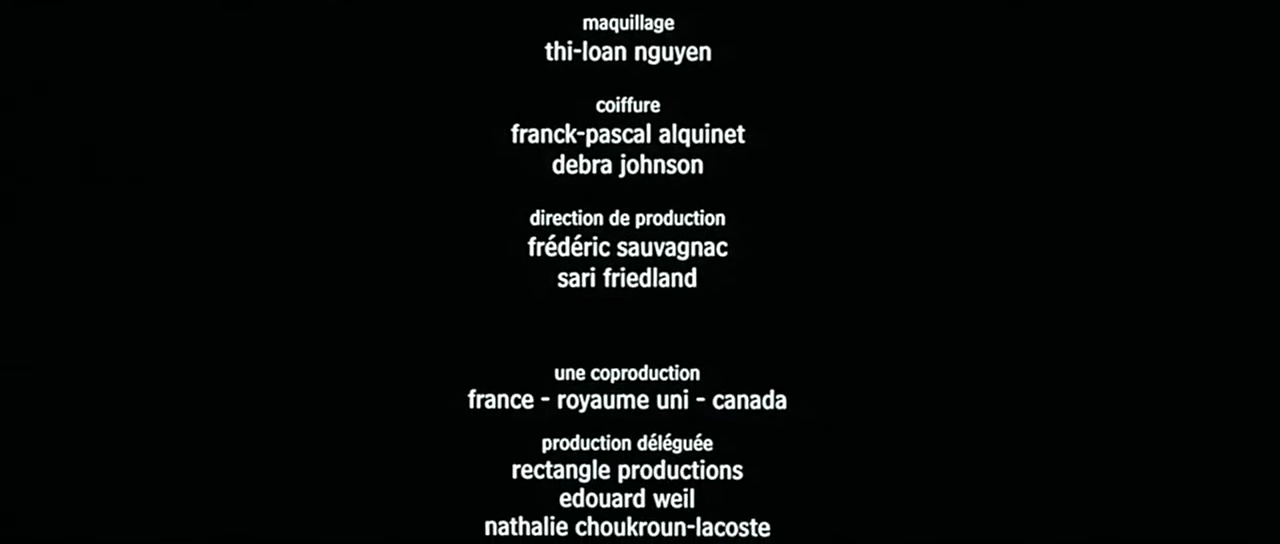 maquillage
thi-loan nguyen
coiffure
franck-pascal alquinet
debra johnson
direction de production
frédéric sauvagnac
sari friedland
une coproduction
france - royaume uni - canada
production déléguée
rectangle productions
edouard weil
nathalie choukroun-lacoste